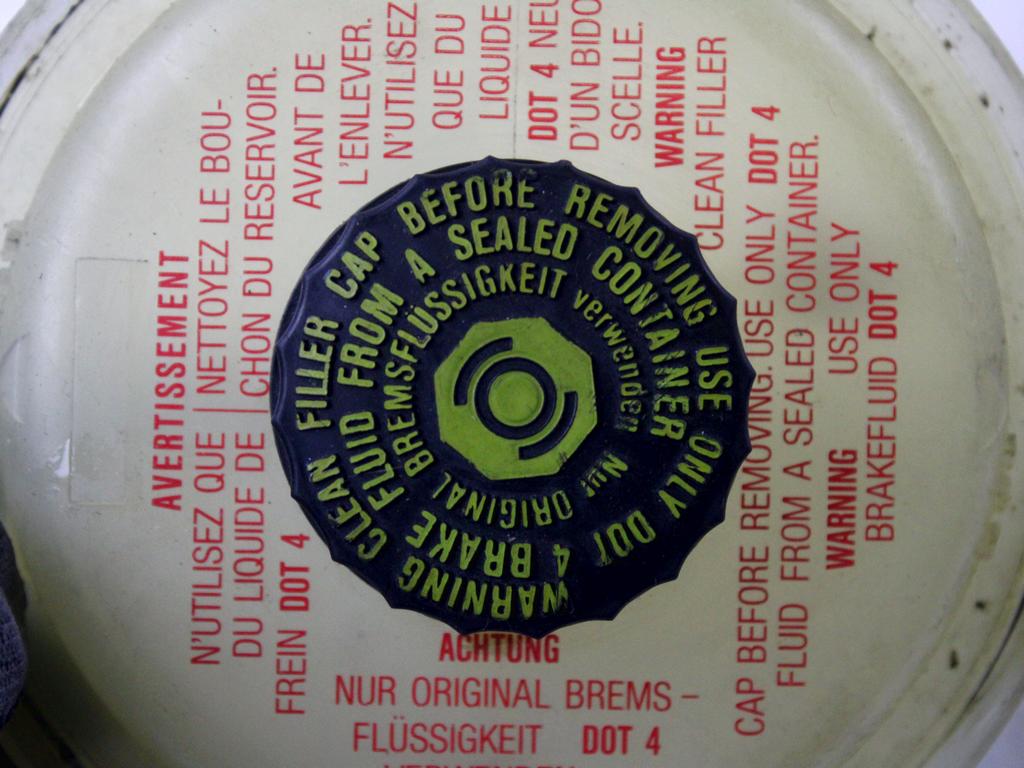 AVERTISSEMENT
N'UTILISEZ QUE
DU LIQUIDE DE
FREIN DOT 4
NETTOYEZ LE BOU-
CHON DU RESERVOIR.
AVANT DE
L'ENLEVER.
N'UTILISEZ
QUE DU
LIQUIDE
DOT 4
D'UN
SCELLE.
WARNING
CLEAN FILLER
CAP BEFORE REMOVING. USE ONLY DOT 4
FLUID FROM A SEALED CONTAINER.
WARNING USE ONLY
BRAKEFLUID DOT 4
WARNING CLEAN FILLER CAP BEFORE REMOVING USE ONLY DOT
4 BRAKE FLUID FROM A SEALED CONTAINER
Nur ORIGINAL BREMSFLÜSSIGKEIT verwenden
ACHTUNG
NUR ORIGINAL BREMS-
FLÜSSIGKEIT DOT 4